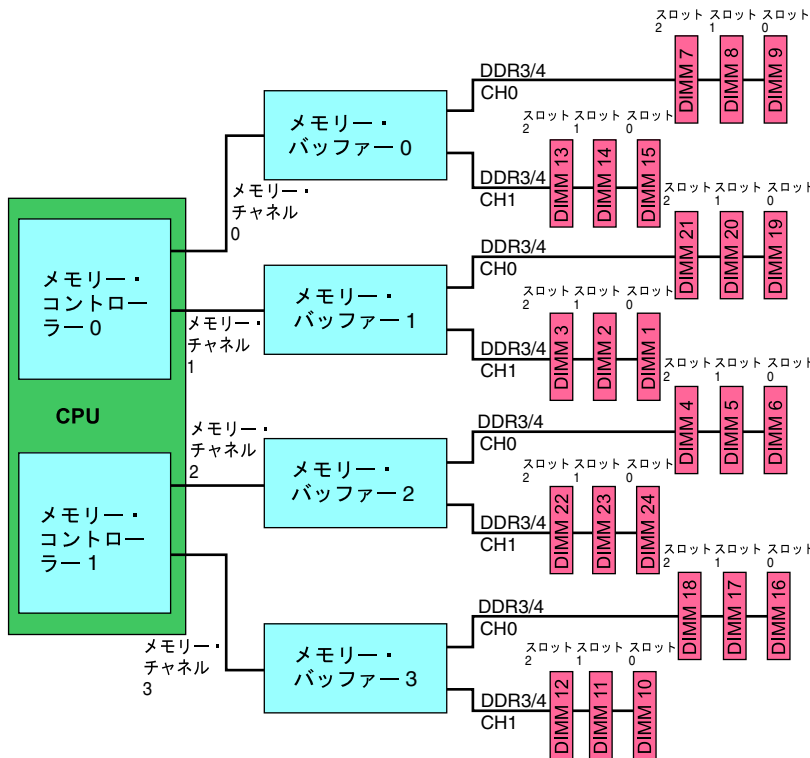 スロット スロット スロット
2 1 0
DIMM 7
DIMM 8
DIMM 9
DDR3/4
CH0
メモリー・
バッファー 0
スロット スロット スロット
2 1 0
DIMM 13
DIMM 14
DIMM 15
DDR3/4
CH1
メモリー・
チャネル
0
メモリー・
コントロー
ラー 0
スロット スロット スロット
2 1 0
DIMM 21
DIMM 20
DIMM 19
DDR3/4
CH0
メモリー・
バッファー 1
メモリー・
チャネル
1
スロット スロット スロット
2 1 0
DIMM 3
DIMM 2
DIMM 1
DDR3/4
CH1
CPU
スロット スロット スロット
2 1 0
DIMM 4
DIMM 5
DIMM 6
DDR3/4
CH0
メモリー・
チャネル
2
メモリー・
バッファー 2
メモリー・
コントロー
ラー 1
スロット スロット スロット
2 1 0
DIMM 22
DIMM 23
DIMM 24
DDR3/4
CH1
スロット スロット スロット
2 1 0
DIMM 18
DIMM 17
DIMM 16
DDR3/4
CH0
メモリー・
チャネル
3
メモリー・
バッファー 3
スロット スロット スロット
2 1 0
DIMM 12
DIMM 11
DIMM 10
DDR3/4
CH1